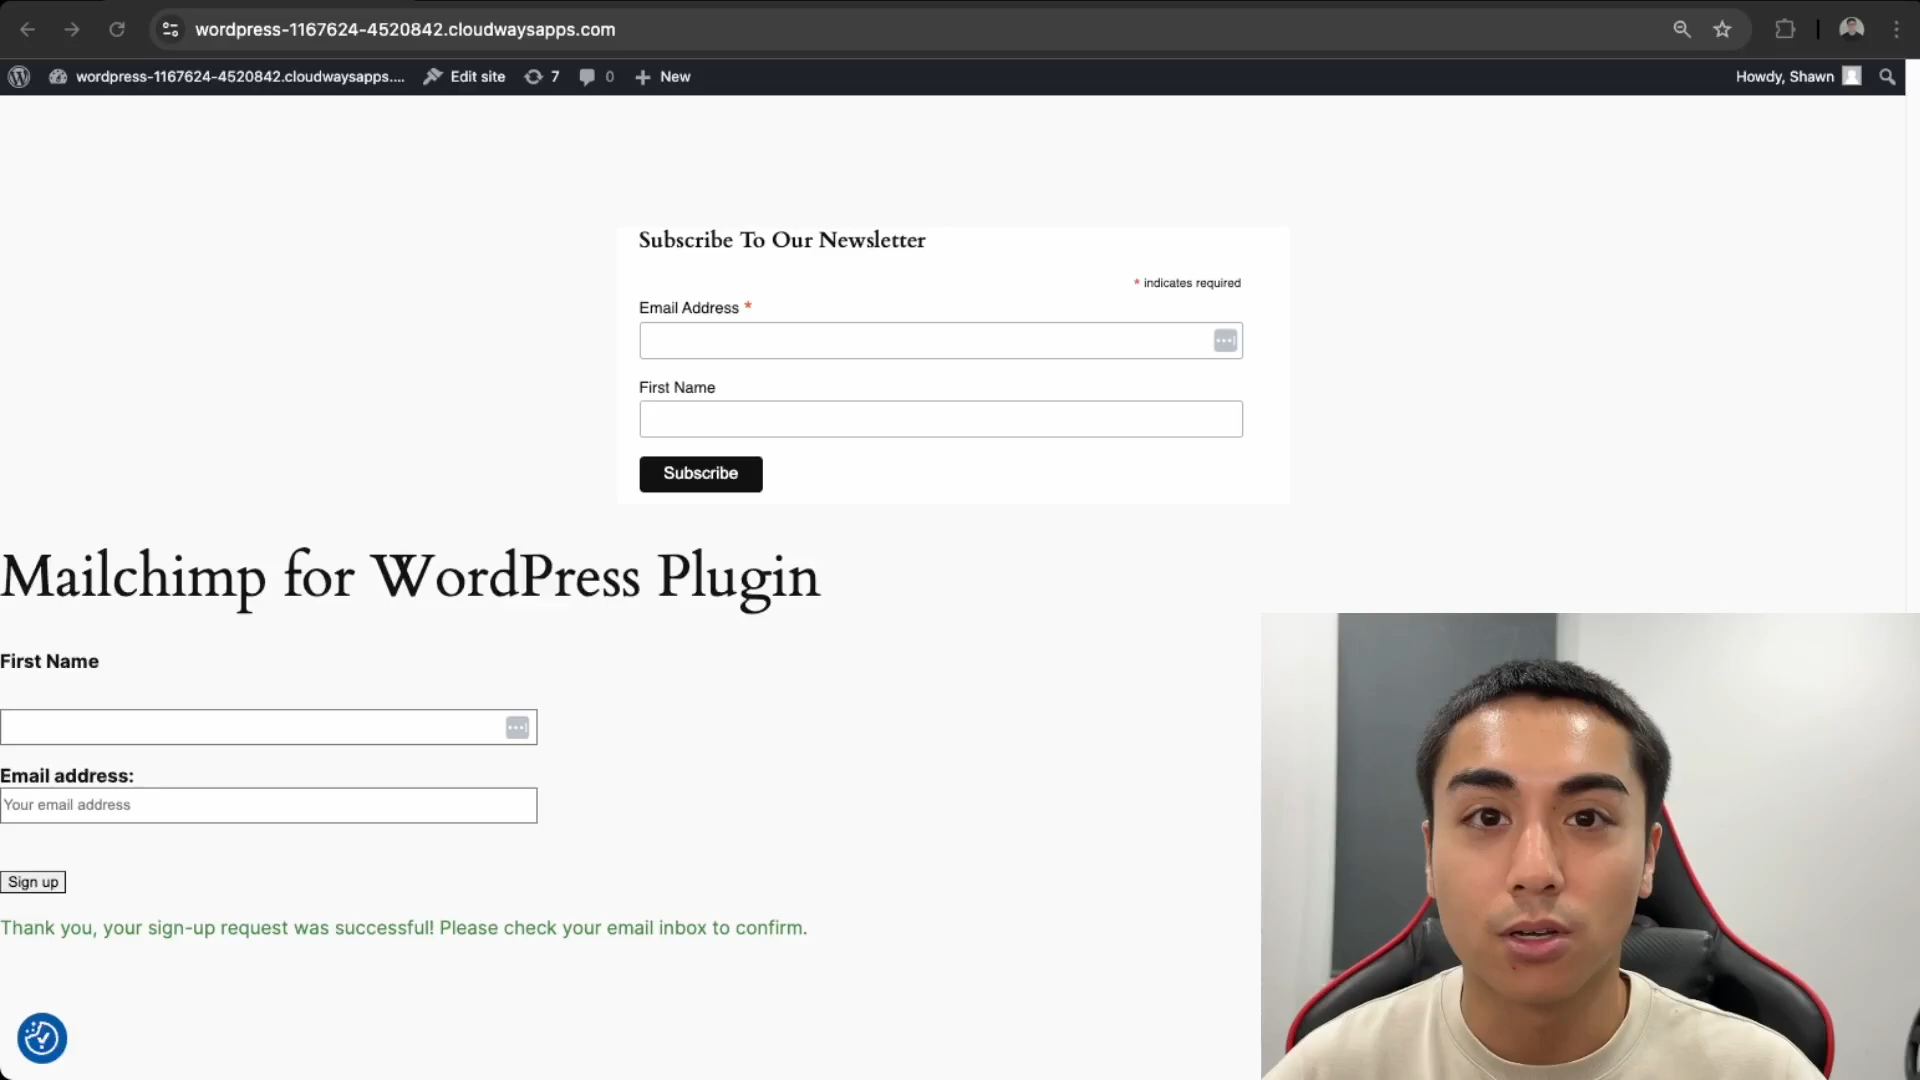 wordpress-1167624-4520842.cloudwaysapps.com
wordpress-1167624-4520842.cloudwaysapps.... Edit site 7 0 New Howdy, Shawn
Subscribe To Our Newsletter
* indicates required
Email Address *
First Name
Subscribe
Mailchimp for WordPress Plugin
First Name
Email address:
Your email address
Sign up
Thank you, your sign-up request was successful! Please check your email inbox to confirm.